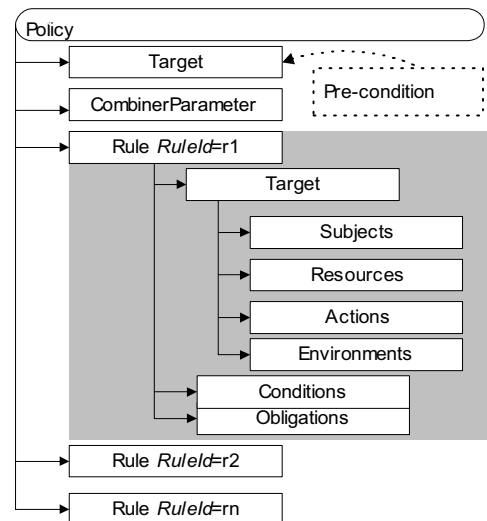 Policy
Target
Pre-condition
CombinerParameter
Rule RuleId=r1
Target
Subjects
Resources
Actions
Environments
Conditions
Obligations
Rule RuleId=r2
Rule RuleId=rn